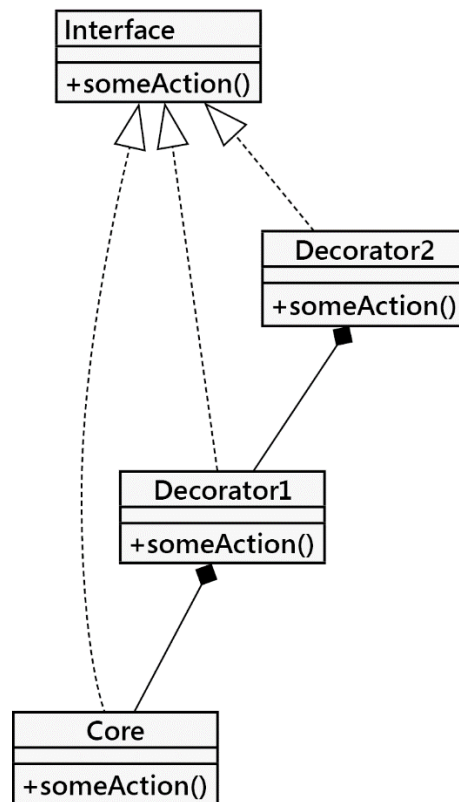 Interface
+someAction()
Decorator2
+someAction()
Decorator1
+someAction()
Core
+someAction()